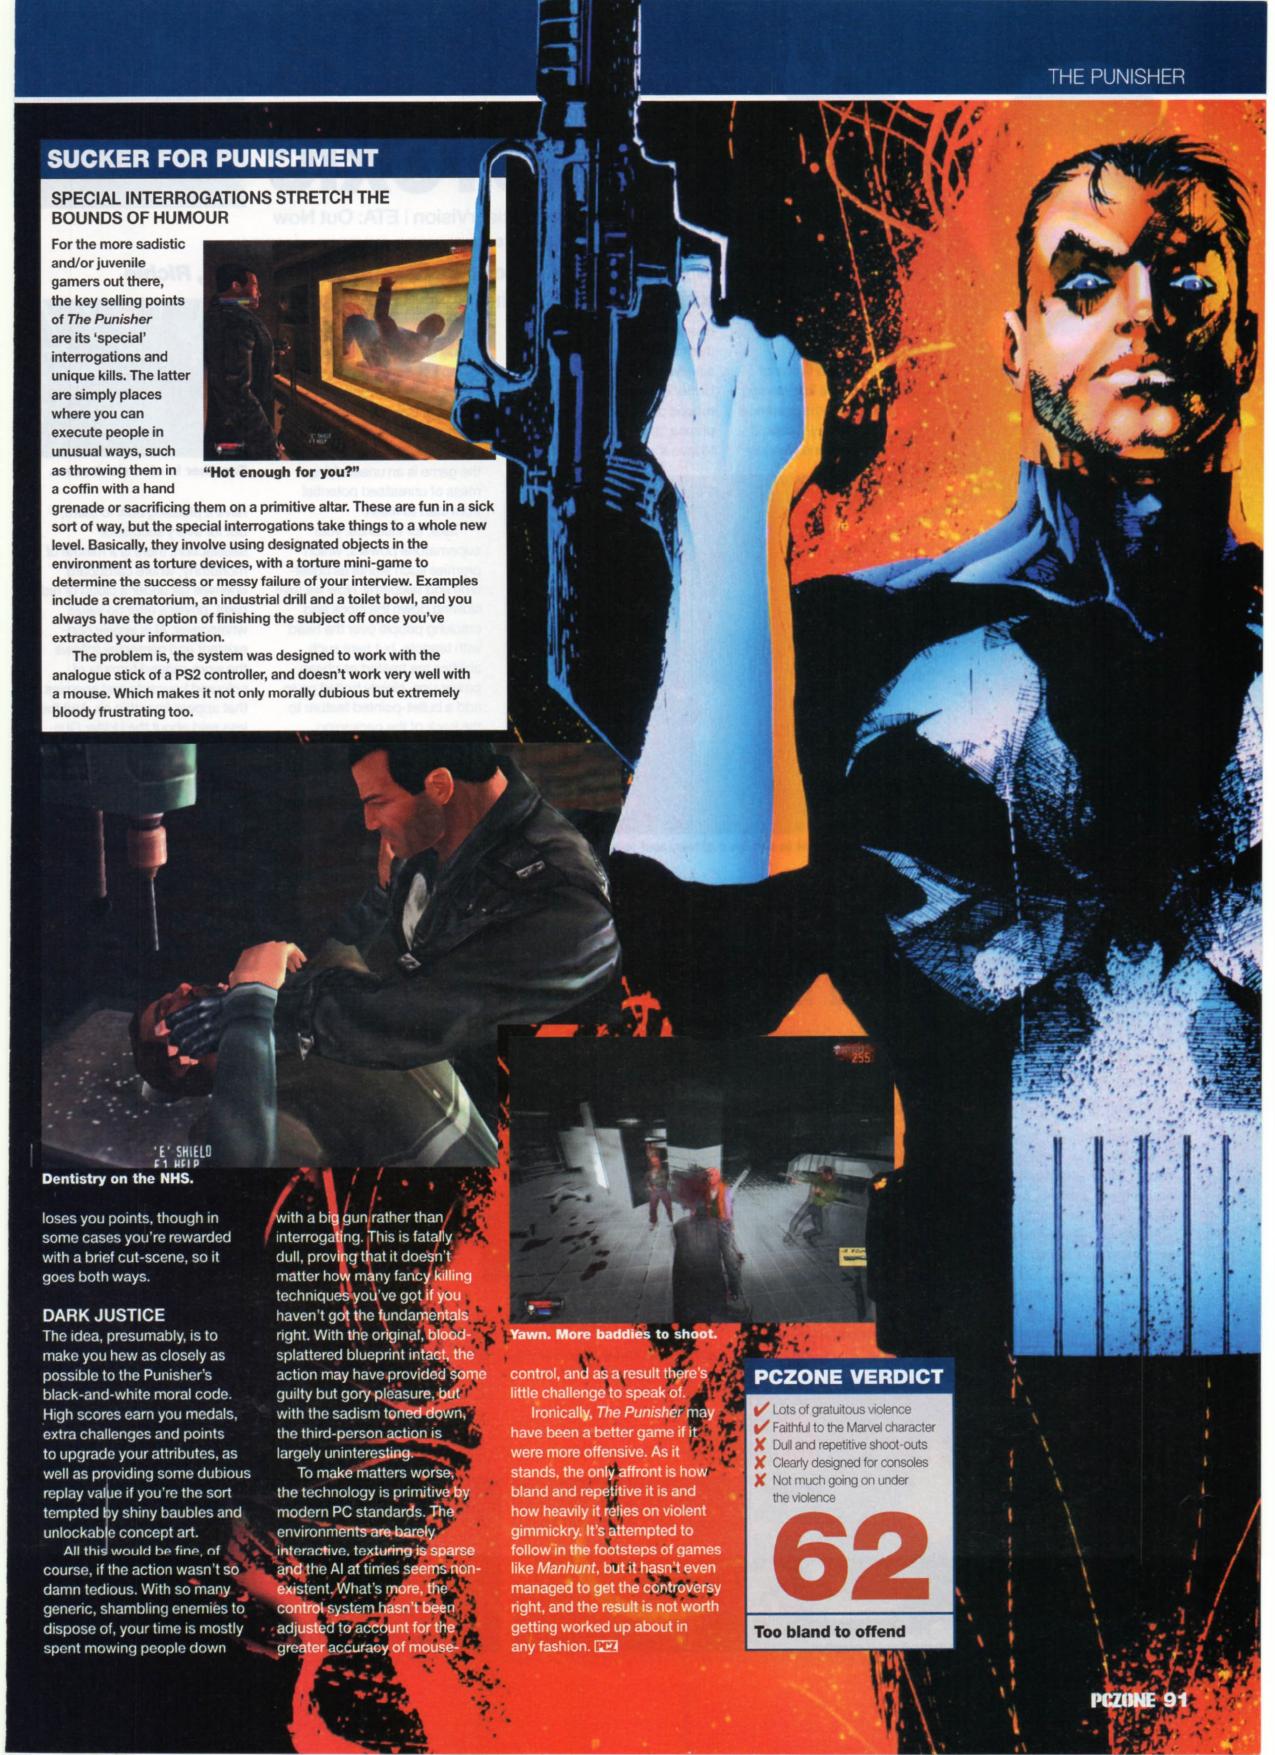 THE PUNISHER
SUCKER FOR PUNISHMENT
SPECIAL INTERROGATIONS STRETCH THE
BOUNDS OF HUMOUR
For the more sadistic
and/or juvenile
gamers out there,
the key selling points
of The Punisher
are its ‘special’
interrogations and
unique kills. The latter
are simply places
where you can
execute people in
unusual ways, such
as throwing them in
a coffin with a hand
grenade or sacrificing them on a primitive altar. These are fun in a sick
sort of way, but the special interrogations take things to a whole new
level. Basically, they involve using designated objects in the
environment as torture devices, with a torture mini-game to
determine the success or messy failure of your interview. Examples
include a crematorium, an industrial drill and a toilet bowl, and you
always have the option of finishing the subject off once you’ve
extracted your information.
The problem is, the system was designed to work with the
analogue stick of a PS2 controller, and doesn’t work very well with
a mouse. Which makes it not only morally dubious but extremely
bloody frustrating too.
'E' SHIELD
F1 HELP
“Hot enough for you?”
'E' SHIELD
F1 HELP
Dentistry on the NHS.
loses you points, though in
some cases you’re rewarded
with a brief cut-scene, so it
goes both ways.
DARK JUSTICE
The idea, presumably, is to
make you hew as closely as
possible to the Punisher’s
black-and-white moral code.
High scores earn you medals,
extra challenges and points
to upgrade your attributes, as
well as providing some dubious
replay value if you’re the sort
tempted by shiny baubles and
unlockable concept art.
All this would be fine, of
course, if the action wasn’t so
damn tedious. With so many
generic, shambling enemies to
dispose of, your time is mostly
spent mowing people down
with a big gun rather than
interrogating. This is fatally
dull, proving that it doesn’t
matter how many fancy killing
techniques you’ve got if you
haven’t got the fundamentals
right. With the original, blood-
splattered blueprint intact, the
action may have provided some
guilty but gory pleasure, but
with the sadism toned down,
the third-person action is
largely uninteresting.
To make matters worse,
the technology is primitive by
modern PC standards. The
environments are barely
interactive, texturing is sparse
and the AI at times seems non-
existent. What’s more, the
control system hasn’t been
adjusted to account for the
greater accuracy of mouse-
255
Yawn. More baddies to shoot.
control, and as a result there’s
little challenge to speak of.
Ironically, The Punisher may
have been a better game if it
were more offensive. As it
stands, the only affront is how
bland and repetitive it is and
how heavily it relies on violent
gimmickry. It’s attempted to
follow in the footsteps of games
like Manhunt, but it hasn’t even
managed to get the controversy
right, and the result is not worth
getting worked up about in
any fashion. PCZ
PCZONE VERDICT
✔ Lots of gratuitous violence
✔ Faithful to the Marvel character
✘ Dull and repetitive shoot-outs
✘ Clearly designed for consoles
✘ Not much going on under
the violence
62
Too bland to offend
PCZONE 91